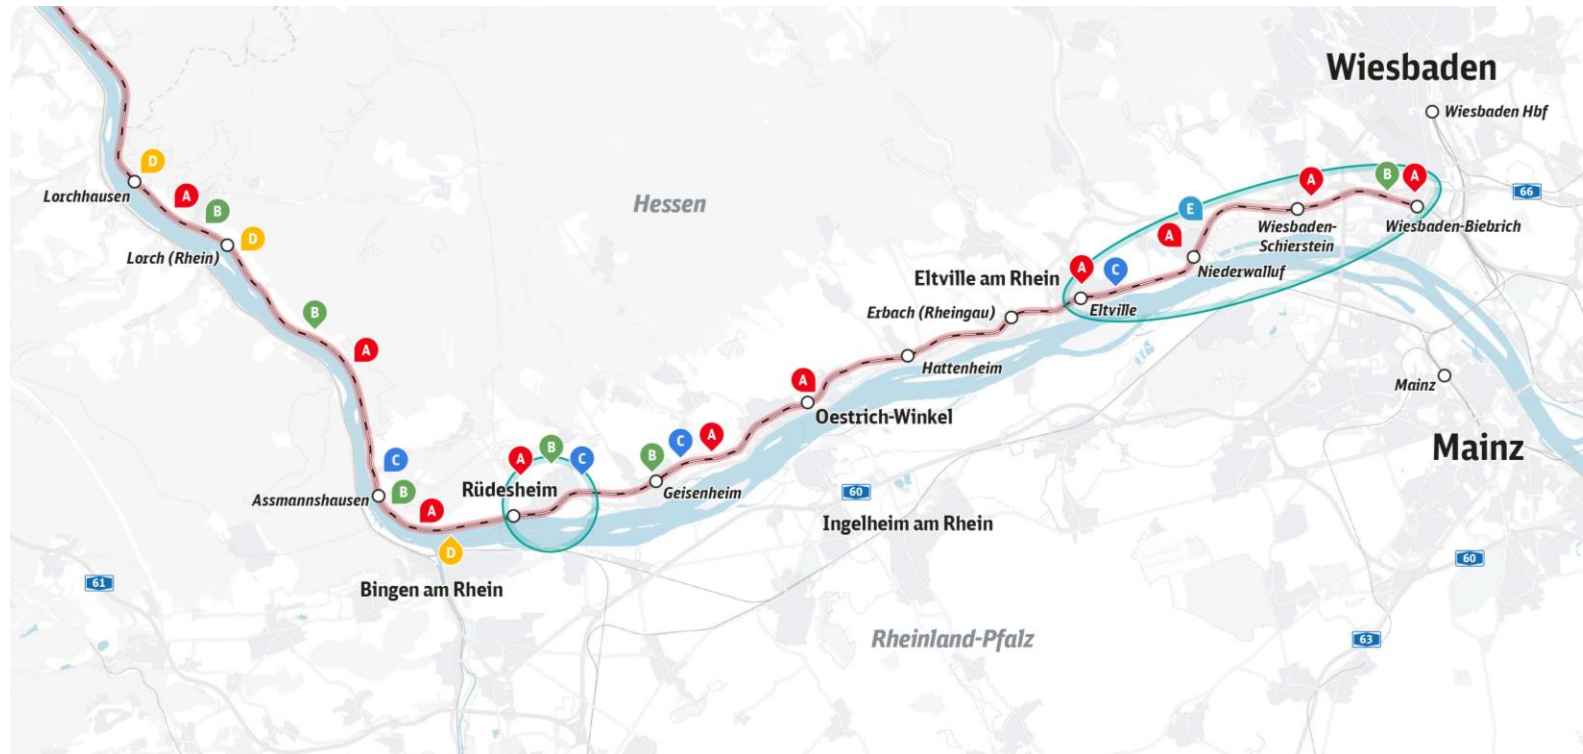 Wiesbaden
Wiesbaden Hbf
D
Lorchhausen
A
B
D
Lorch (Rhein)
Hessen
E
A
A
B
A
66
Wiesbaden-
Schierstein
Wiesbaden-Biebrich
Niederwalluf
Eltville am Rhein
A
C
Eltville
Erbach (Rheingau)
Hattenheim
B
A
A
Oestrich-Winkel
Mainz
Mainz
C
B
Assmannshausen
A
D
A
B
C
Rüdesheim
B
C
A
Geisenheim
60
Ingelheim am Rhein
60
61
Bingen am Rhein
Rheinland-Pfalz
63